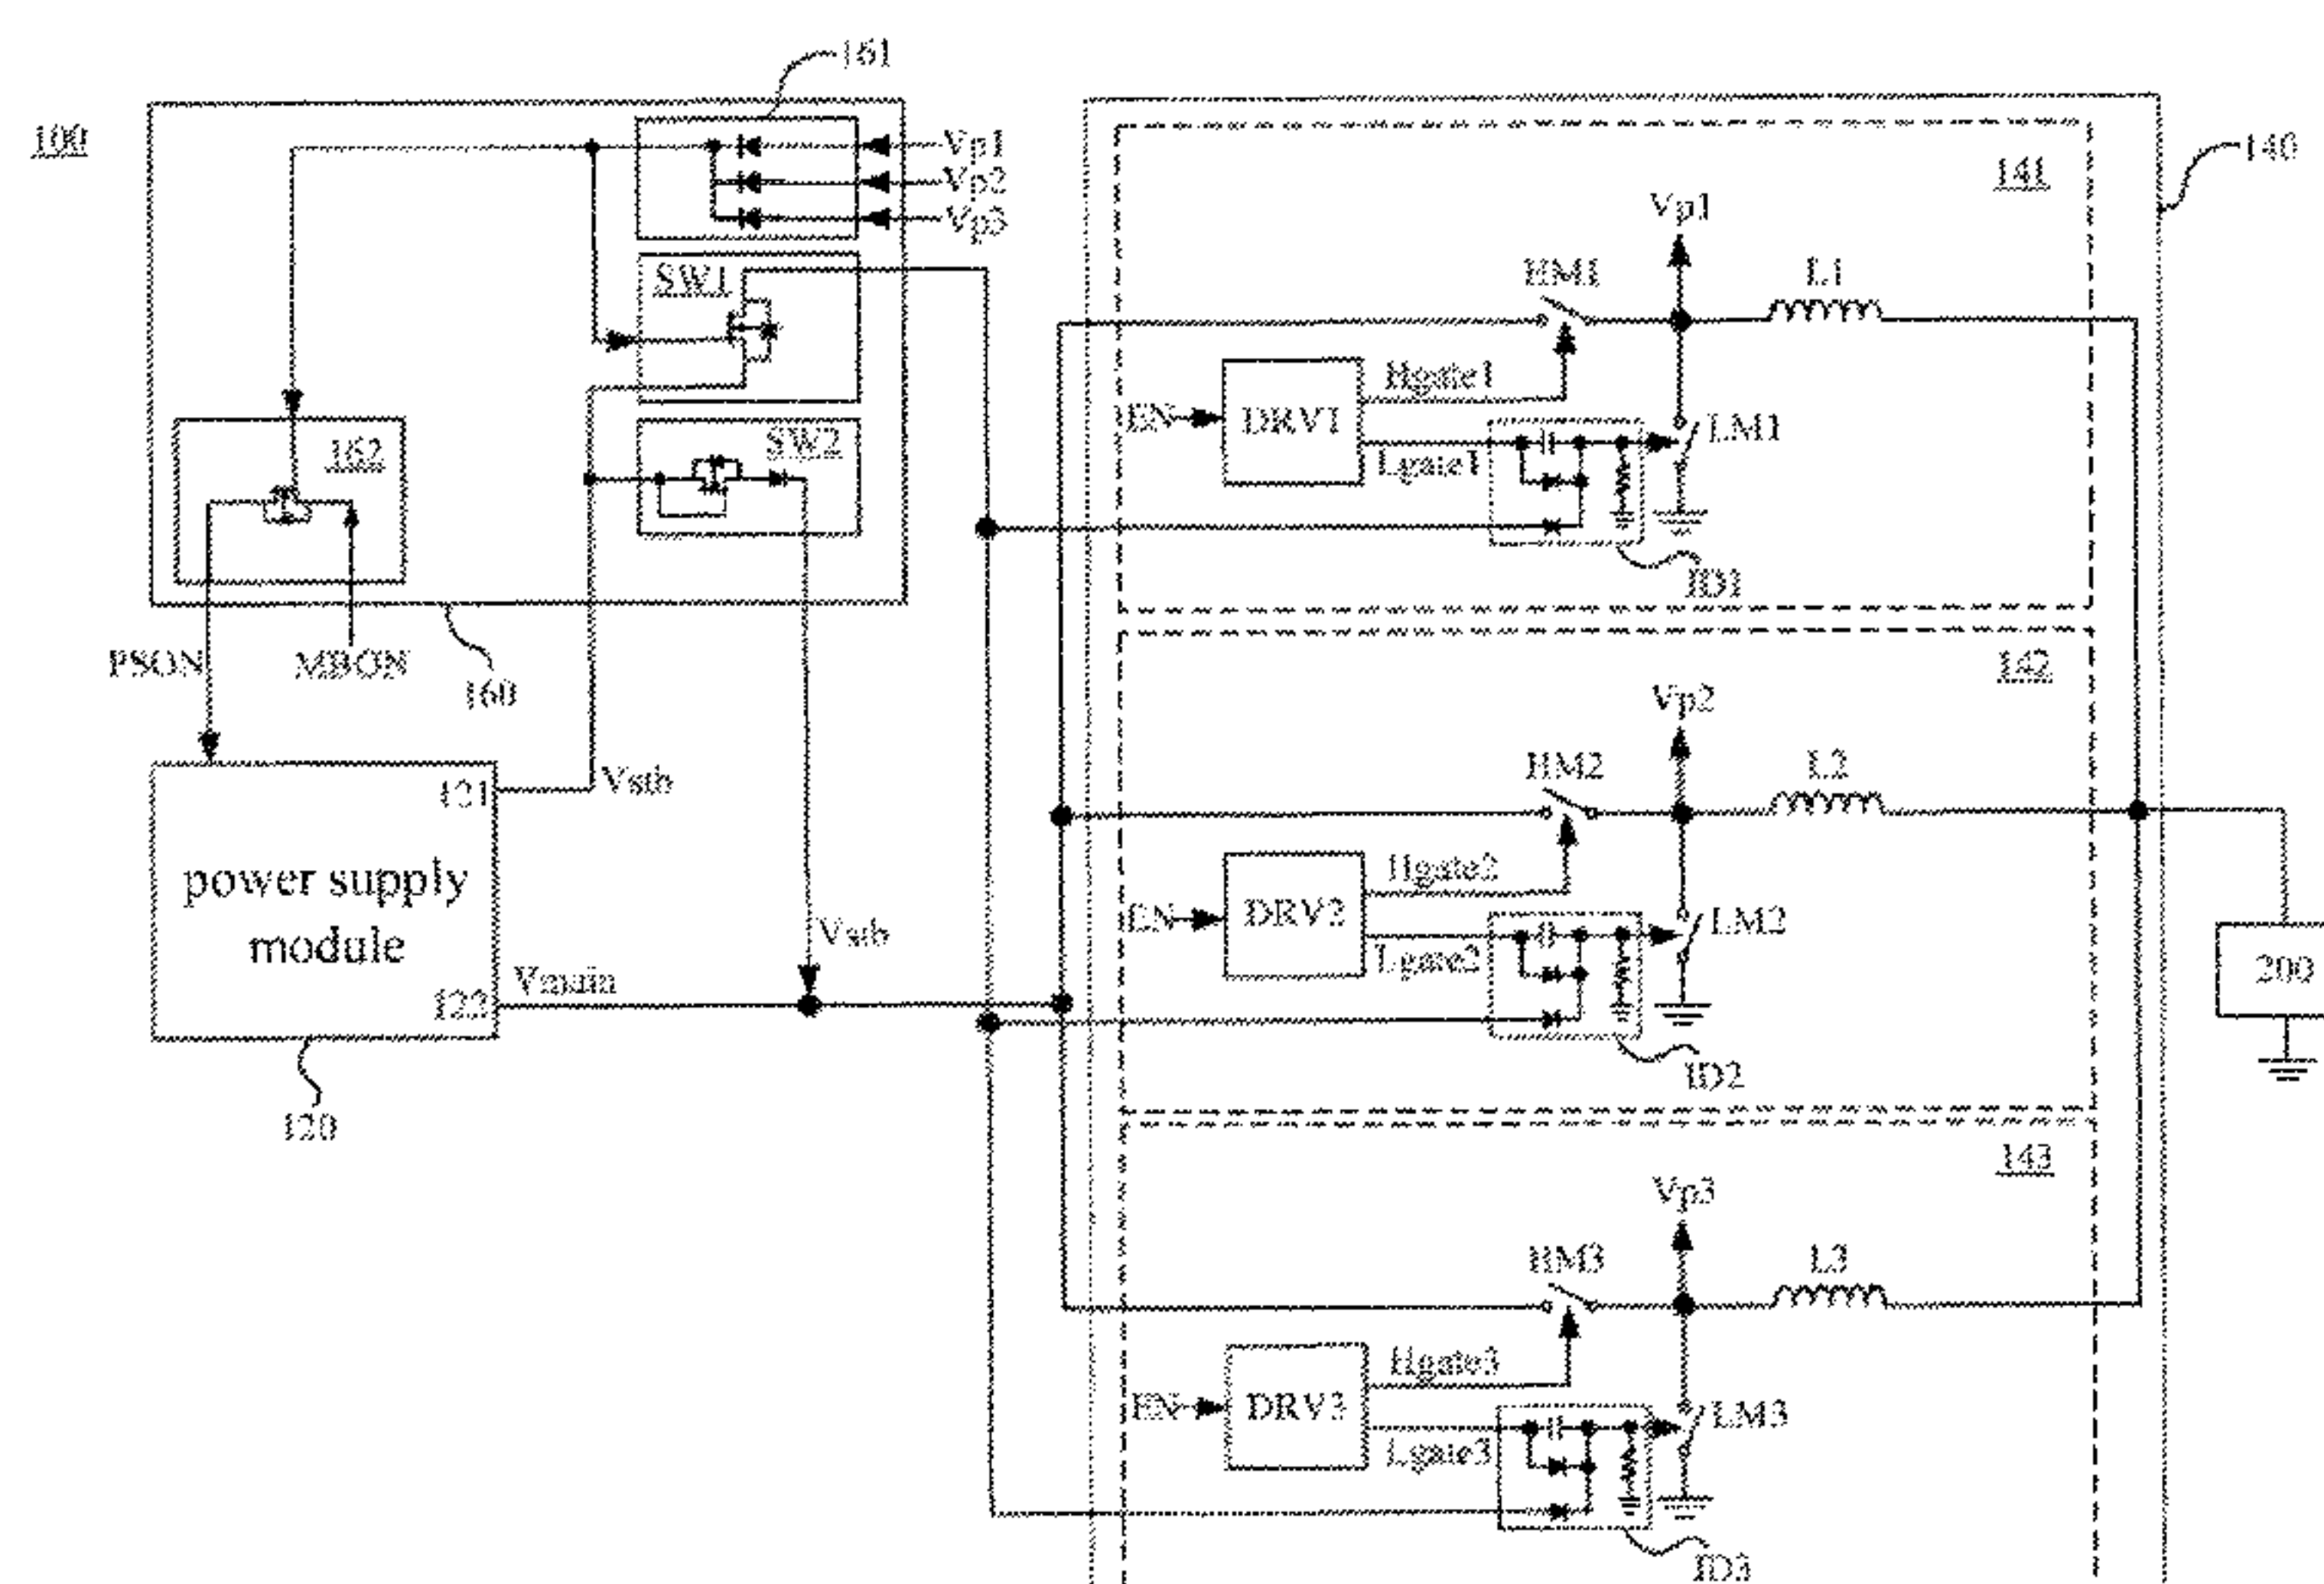 100
161
Vp1
Vp2
Vp3
SW1
SW2
162
PSON
MBON
160
121
Vstb
power supply
module
122
Vmain
Vstb
120
140
141
Vp1
HM1
L1
EN
DRV1
Hgate1
Lgate1
LM1
ID1
142
Vp2
HM2
L2
EN
DRV2
Hgate2
Lgate2
LM2
ID2
200
143
Vp3
HM3
L3
EN
DRV3
Hgate3
Lgate3
LM3
ID3